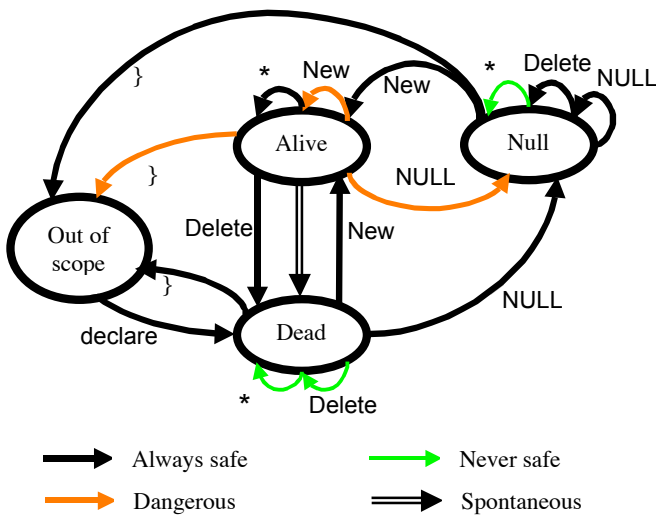 }
*
New
New
*
Delete
NULL
Alive
Null
}
NULL
Out of
scope
Delete
New
}
NULL
declare
Dead
*
Delete
Always safe
Never safe
Dangerous
Spontaneous